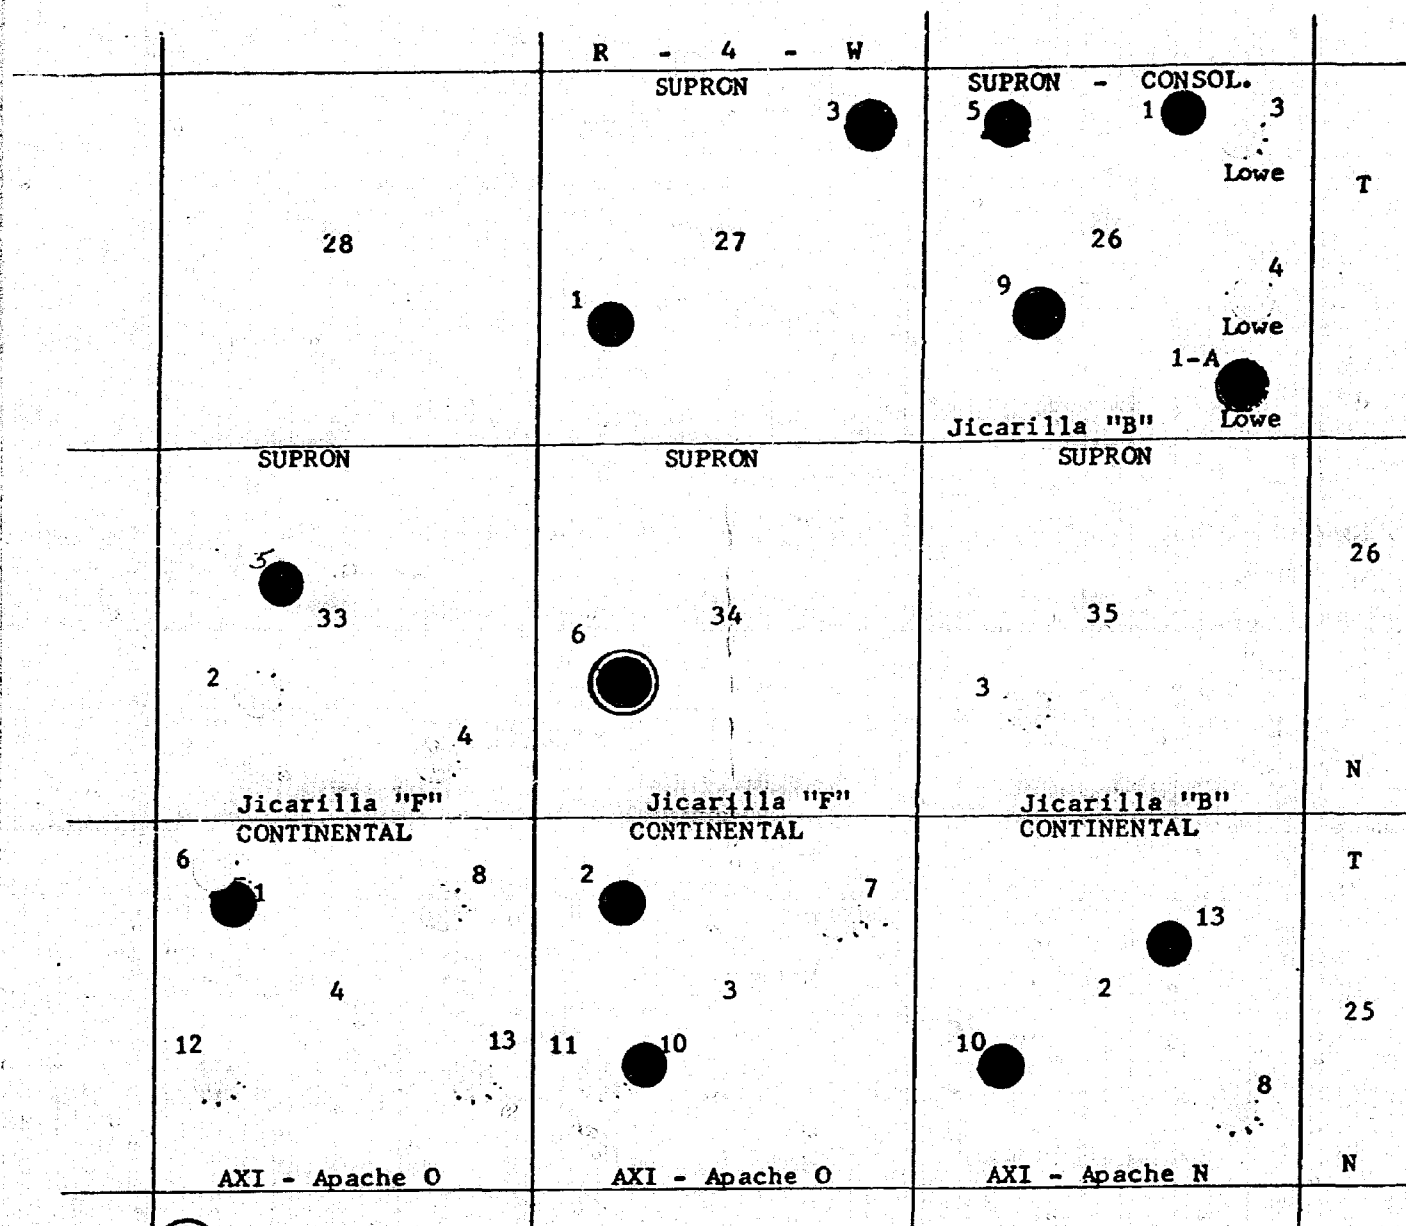 R - 4 - W
SUPRON
SUPRON - CONSOL.
3
5
1
3
Lowe
T
28
27
26
4
9
1
Lowe
1-A
Lowe
Jicarilla "B"
SUPRON
SUPRON
SUPRON
5
26
33
34
35
6
2
3
4
N
Jicarilla "F"
Jicarilla "F"
Jicarilla "B"
CONTINENTAL
CONTINENTAL
CONTINENTAL
6
1
8
2
7
T
13
4
3
2
25
12
13
11
10
10
8
N
AXI - Apache O
AXI - Apache O
AXI - Apache N